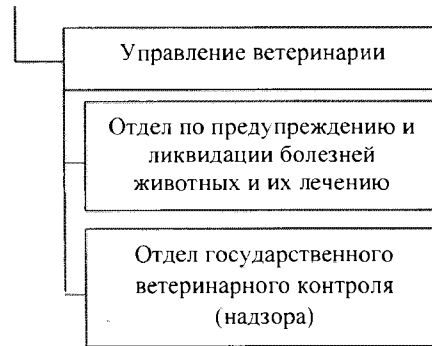 Управление ветеринарии
Отдел по предупреждению и
ликвидации болезней
животных и их лечению
Отдел государственного
ветеринарного контроля
(надзора)